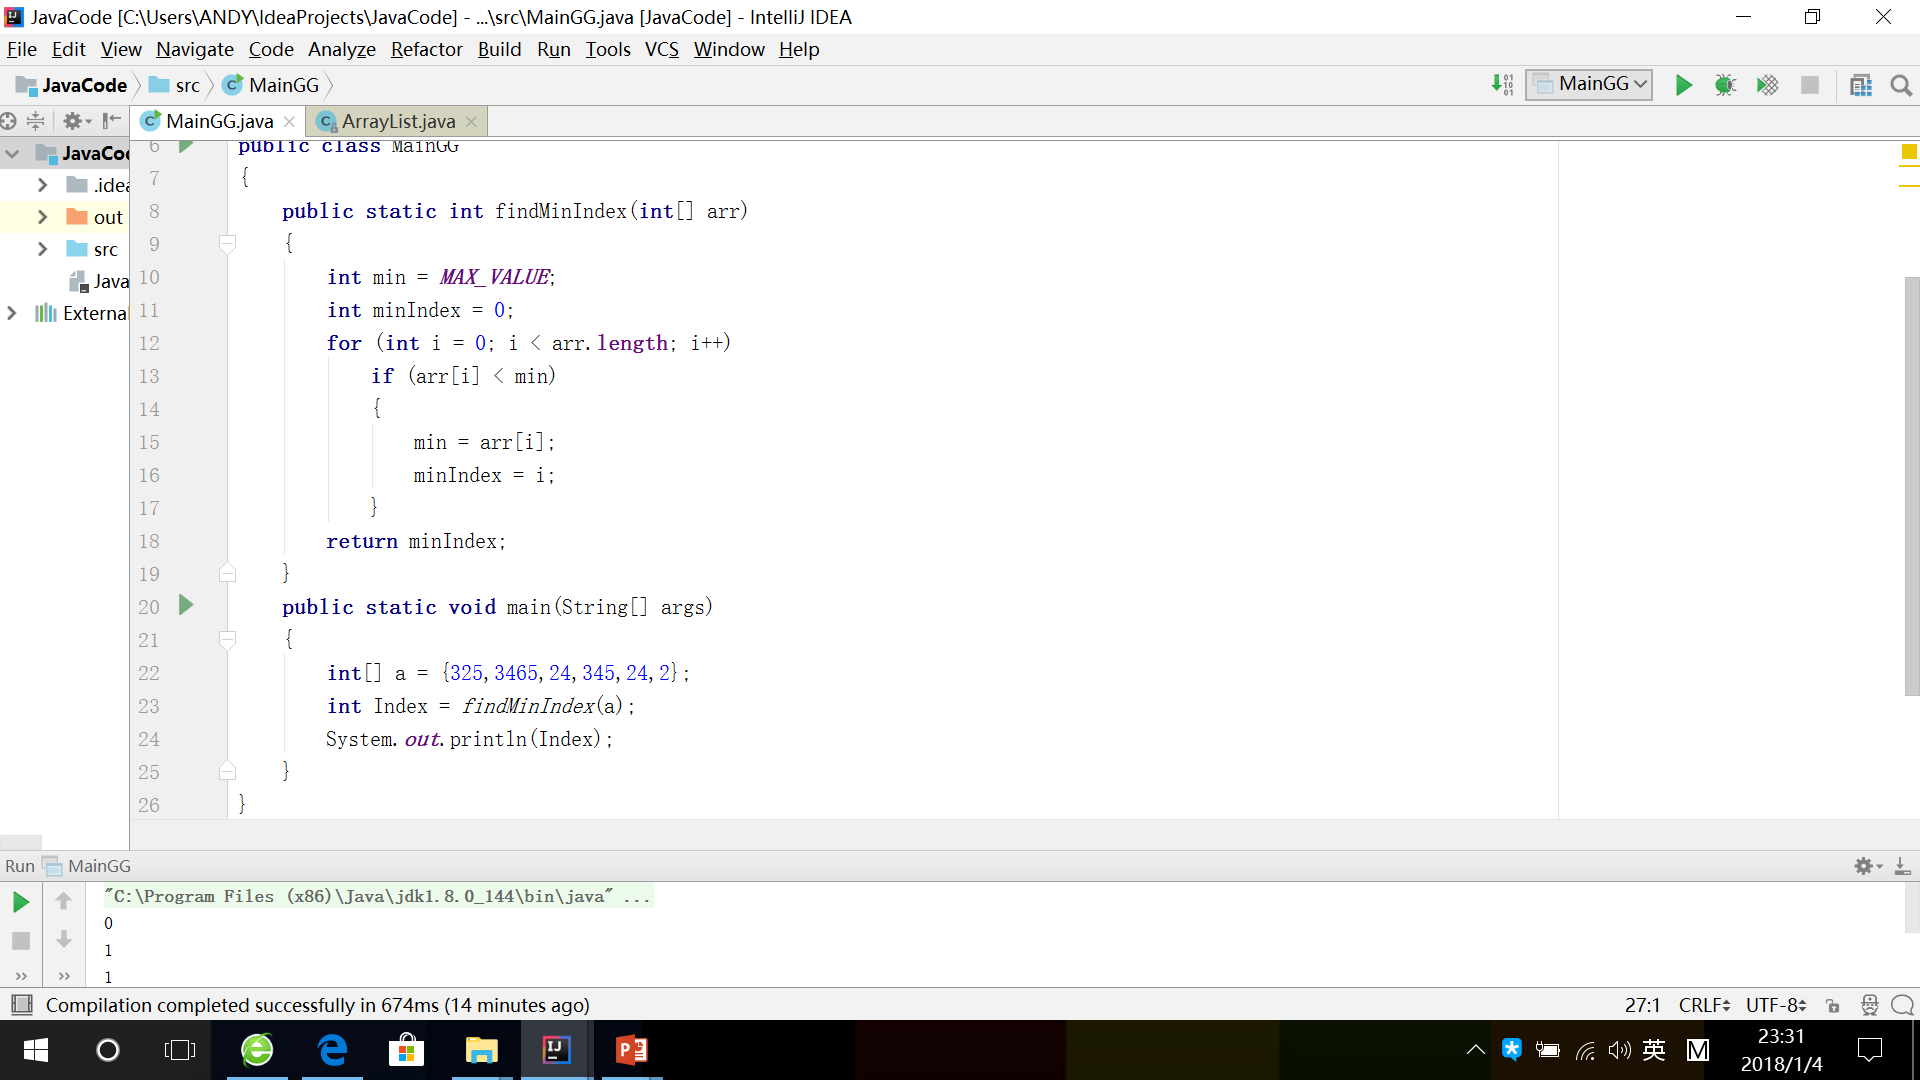 JavaCode [C:\Users\ANDY\IdeaProjects\JavaCode] - ...\src\MainGG.java [JavaCode] - IntelliJ IDEA
File Edit View Navigate Code Analyze Refactor Build Run Tools VCS Window Help
JavaCode src MainGG MainGG
MainGG.java ArrayList.java
JavaCo
.idea
out
src
Java
Externa
6 public class MainGG
7 {
8 public static int findMinIndex(int[] arr)
9 {
10 int min = MAX_VALUE;
11 int minIndex = 0;
12 for (int i = 0; i < arr.length; i++)
13 if (arr[i] < min)
14 {
15 min = arr[i];
16 minIndex = i;
17 }
18 return minIndex;
19 }
20 public static void main(String[] args)
21 {
22 int[] a = {325,3465,24,345,24,2};
23 int Index = findMinIndex(a);
24 System.out.println(Index);
25 }
26 }
Run MainGG
"C:\Program Files (x86)\Java\jdk1.8.0_144\bin\java" ...
0
1
1
Compilation completed successfully in 674ms (14 minutes ago) 27:1 CRLF UTF-8
英 M 23:31
2018/1/4